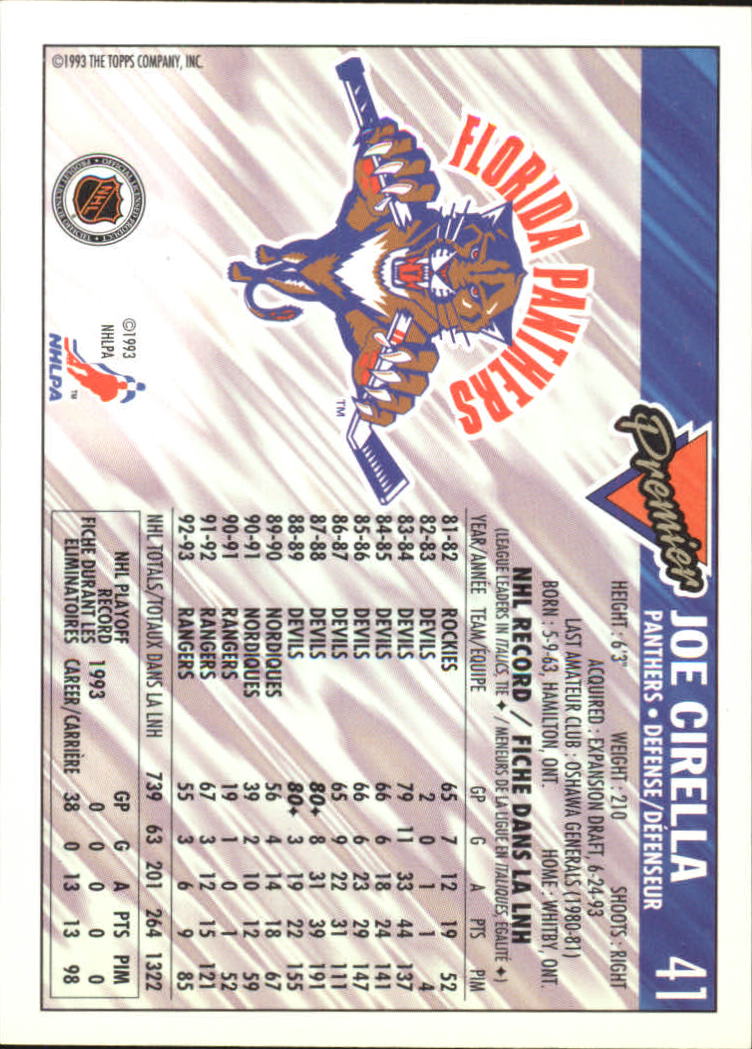 ©1993 THE TOPPS COMPANY, INC.
FLORIDA PANTHERS
TM
NHL
©1993
NHLPA
NHLPA
TM
Premier
JOE CIRELLA 41
PANTHERS • DEFENSE/DÉFENSEUR
HEIGHT : 6'3" WEIGHT : 210 SHOOTS : RIGHT
ACQUIRED : EXPANSION DRAFT, 6-24-93
LAST AMATEUR CLUB : OSHAWA GENERALS (1980-81)
BORN : 5-9-63, HAMILTON, ONT. HOME : WHITBY, ONT.
NHL RECORD / FICHE DANS LA LNH
(LEAGUE LEADERS IN ITALICS, TIE ✦ / MENEURS DE LA LIGUE EN ITALIQUES, ÉGALITÉ ✦)
YEAR/ANNÉE TEAM/ÉQUIPE GP G A PTS PIM
81-82 ROCKIES 65 7 12 19 52
82-83 DEVILS 2 0 1 1 4
83-84 DEVILS 79 11 33 44 137
84-85 DEVILS 66 6 18 24 141
85-86 DEVILS 66 6 23 29 147
86-87 DEVILS 65 9 22 31 111
87-88 DEVILS 80✦ 8 31 39 191
88-89 DEVILS 80✦ 3 19 22 155
89-90 NORDIQUES 56 4 14 18 67
90-91 NORDIQUES 39 2 10 12 59
90-91 RANGERS 19 1 0 1 52
91-92 RANGERS 67 3 12 15 121
92-93 RANGERS 55 3 6 9 85
NHL TOTALS/TOTAUX DANS LA LNH 739 63 201 264 1322
NHL PLAYOFF GP G A PTS PIM
RECORD 1993 0 0 0 0 0
FICHE DURANT LES
ÉLIMINATOIRES CAREER/CARRIÈRE 38 0 13 13 98